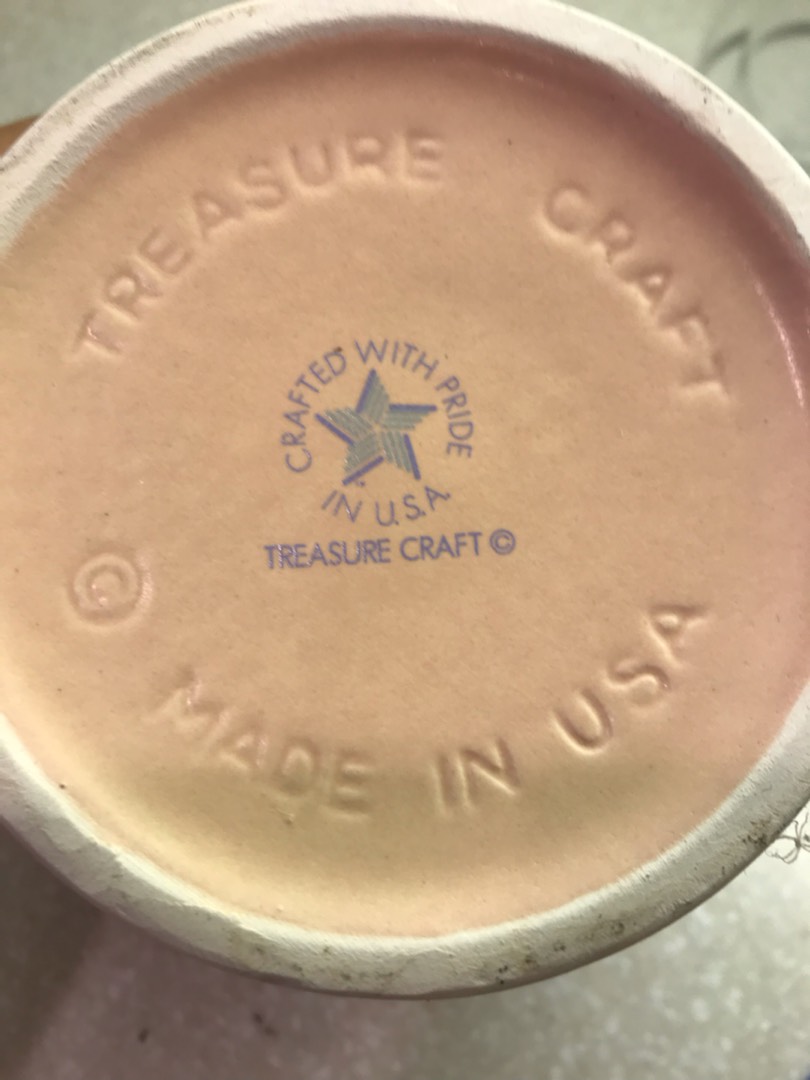 TREASURE CRAFT
CRAFTED WITH PRIDE
IN U.S.A.
TREASURE CRAFT ©
© MADE IN USA